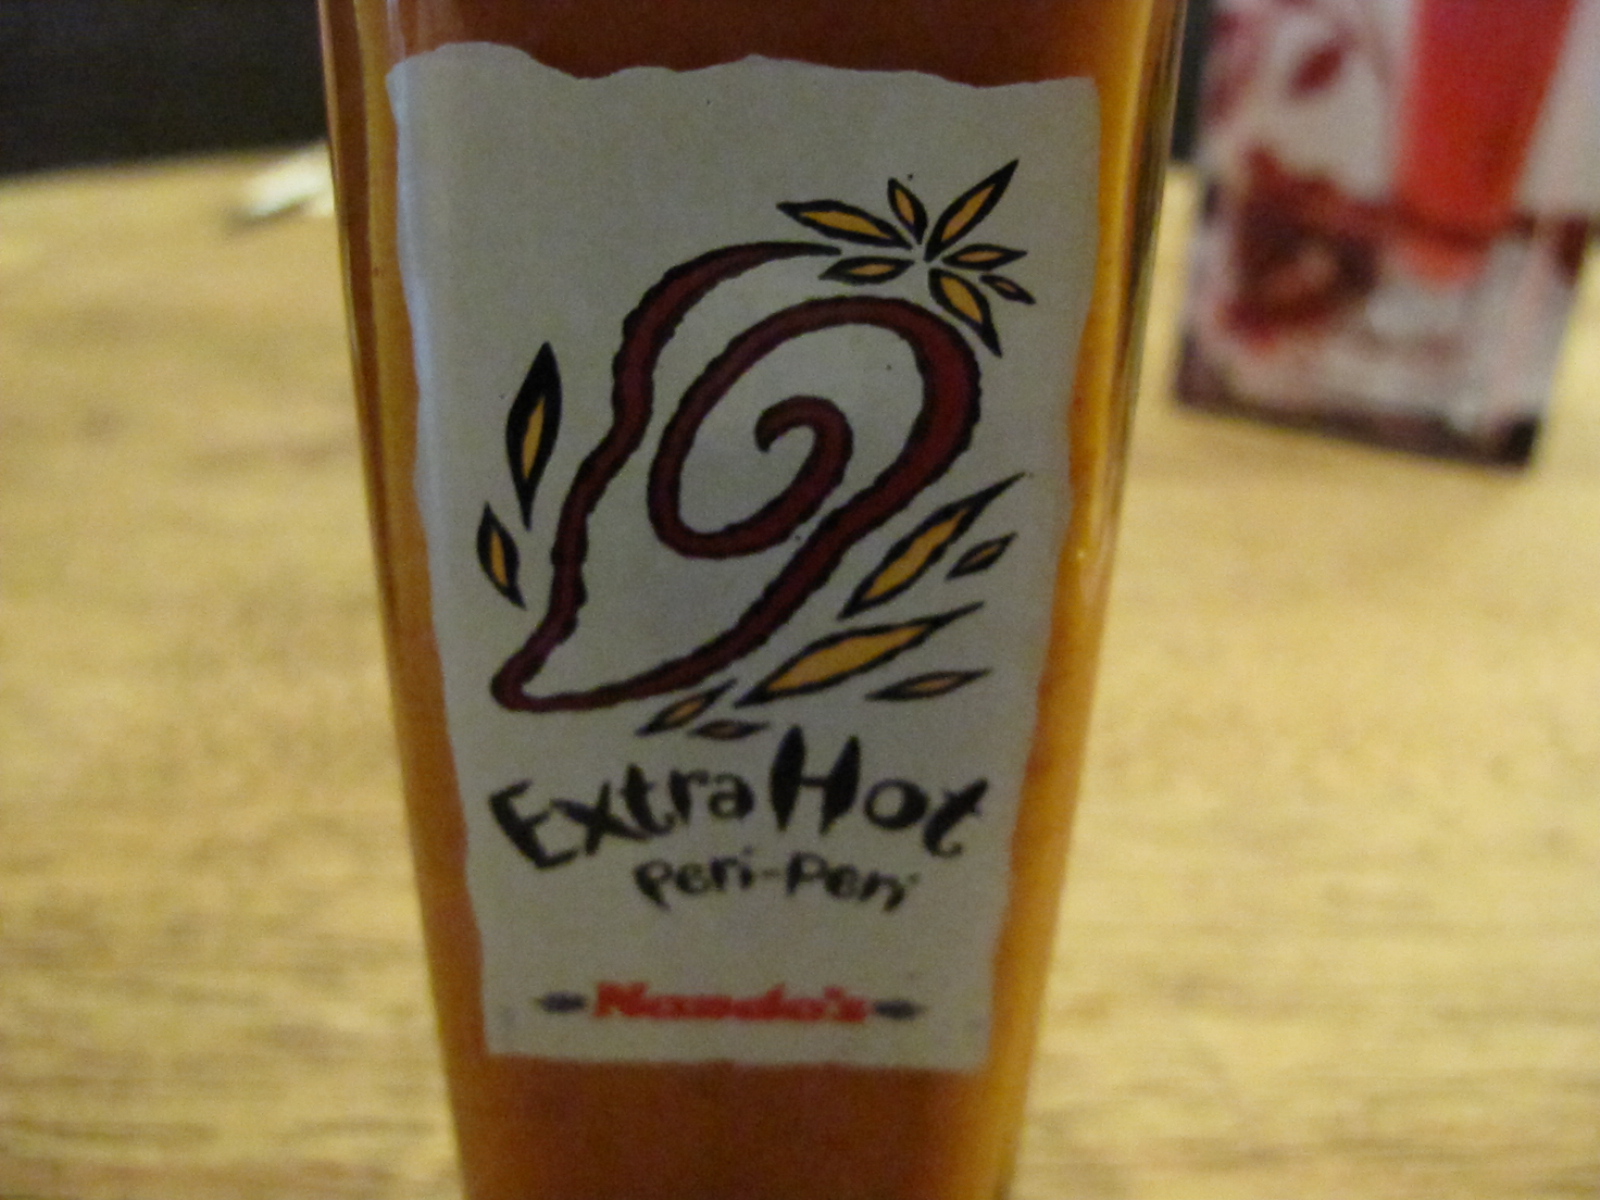 Extra Hot
Peri-Peri
Nando's